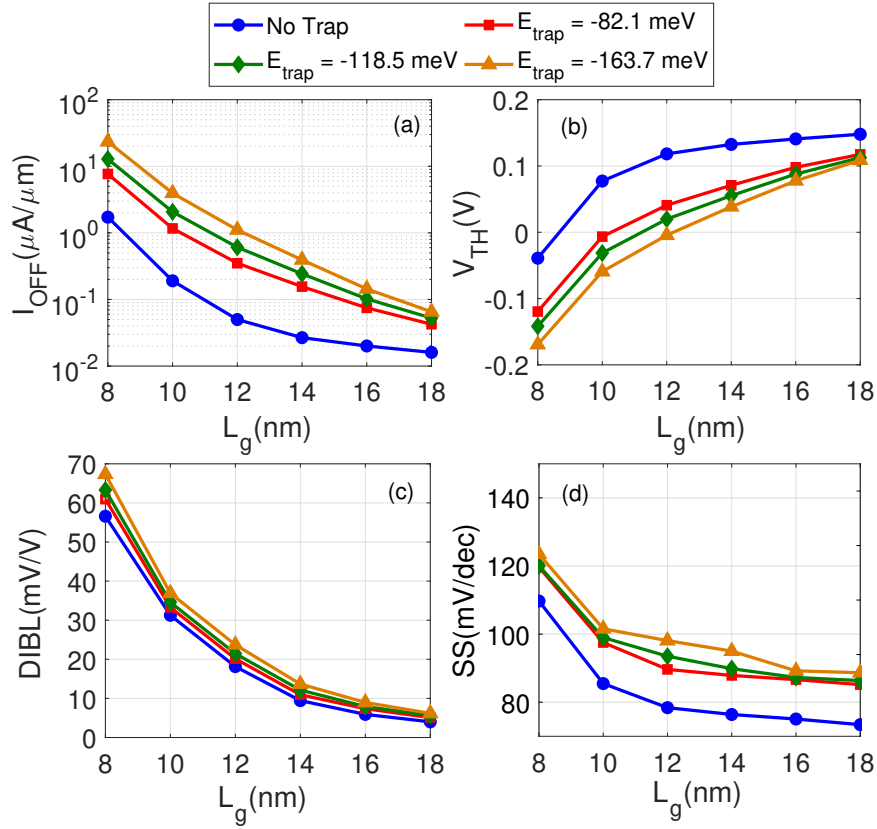 No Trap
E_trap = -82.1 meV
E_trap = -118.5 meV
E_trap = -163.7 meV
(a)
I_OFF(μA/μm)
10^2
10^1
10^0
10^-1
10^-2
8 10 12 14 16 18
L_g(nm)
(b)
V_TH(V)
0.2
0.1
0
-0.1
-0.2
8 10 12 14 16 18
L_g(nm)
(c)
DIBL(mV/V)
70
60
50
40
30
20
10
0
8 10 12 14 16 18
L_g(nm)
(d)
SS(mV/dec)
140
120
100
80
8 10 12 14 16 18
L_g(nm)